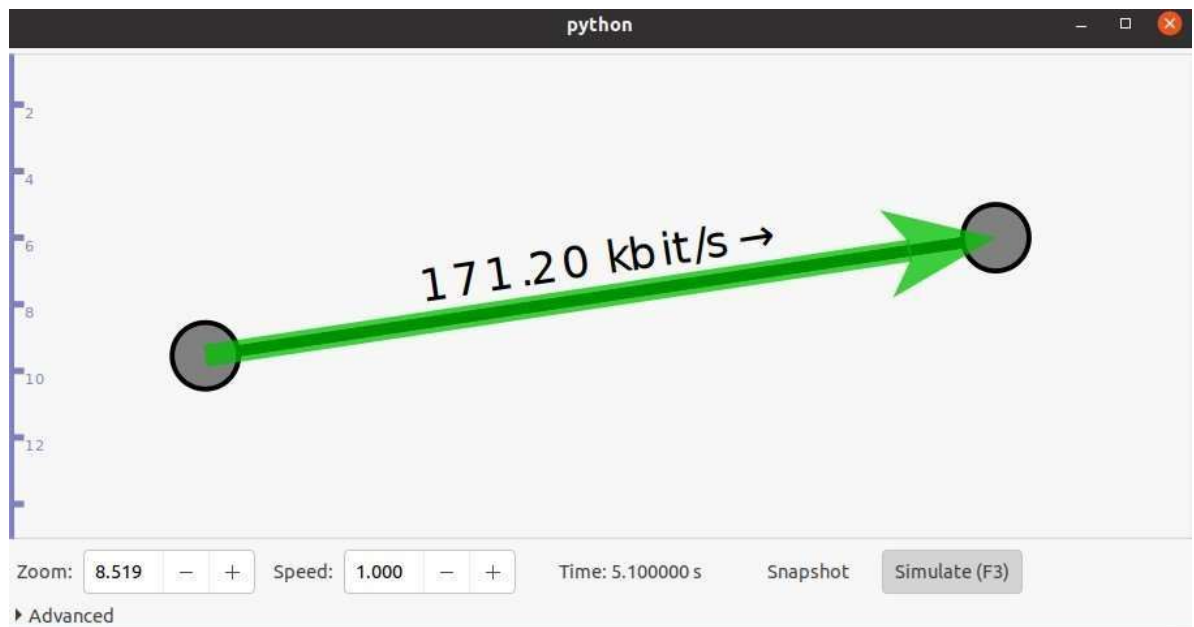 python
2
4
6
8
10
12
171.20 kbit/s →
Zoom: 8.519 − + Speed: 1.000 − + Time: 5.100000 s Snapshot Simulate (F3)
Advanced